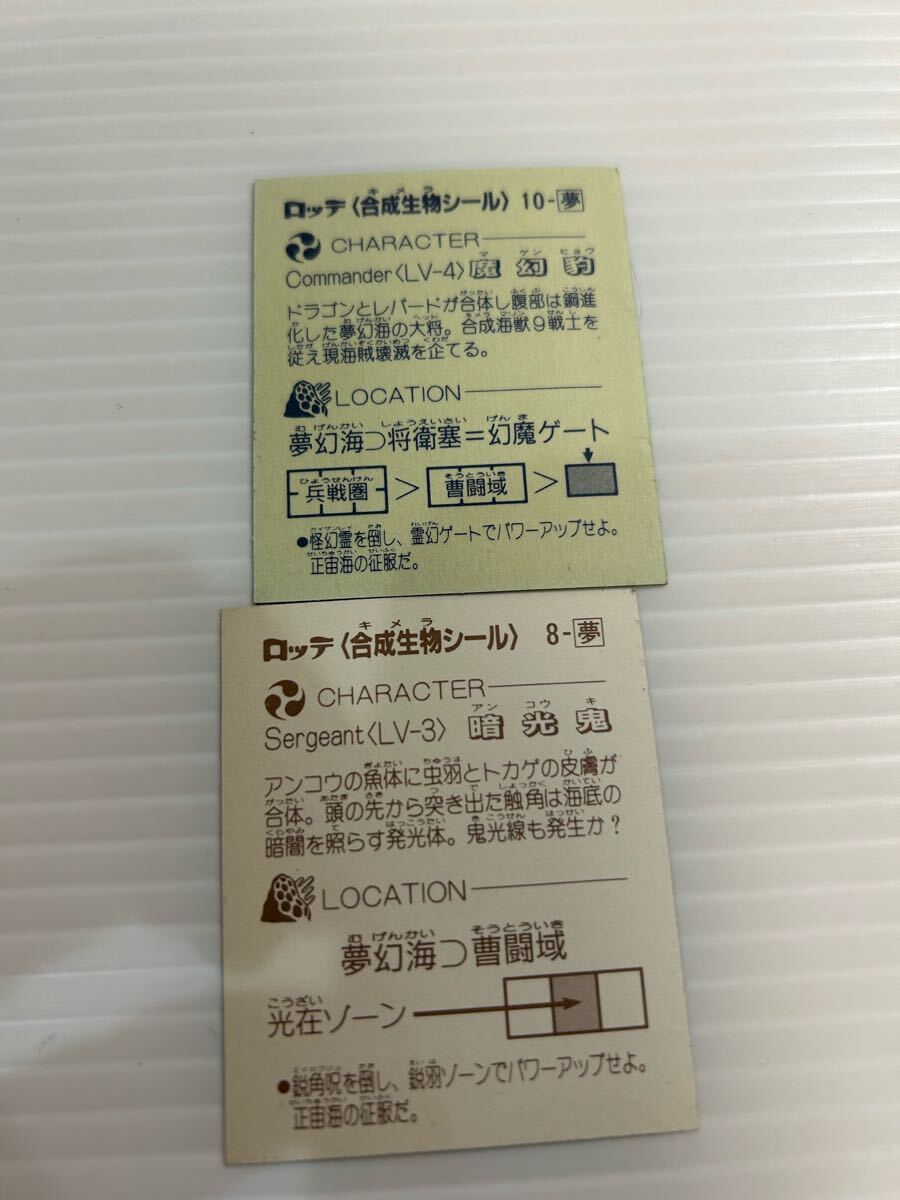 ロッテ〈合成生物シール〉 10-夢
CHARACTER
Commander〈LV-4〉魔幻豹
ドラゴンとレパードが合体し腹部は鋼進
化した夢幻海の大将。合成海獣9戦士を
従え現海賊壊滅を企てる。
LOCATION
夢幻海⊃将衛塞=幻魔ゲート
兵戦圏 > 曹闘域 >
●怪幻霊を倒し、霊幻ゲートでパワーアップせよ。
正宙海の征服だ。
ロッテ〈合成生物シール〉 8-夢
CHARACTER
Sergeant〈LV-3〉暗光鬼
アンコウの魚体に虫羽とトカゲの皮膚が
合体。頭の先から突き出た触角は海底の
暗闇を照らす発光体。鬼光線も発生か?
LOCATION
夢幻海⊃曹闘域
光在ゾーン
●鋭角呪を倒し、鋭羽ゾーンでパワーアップせよ。
正宙海の征服だ。